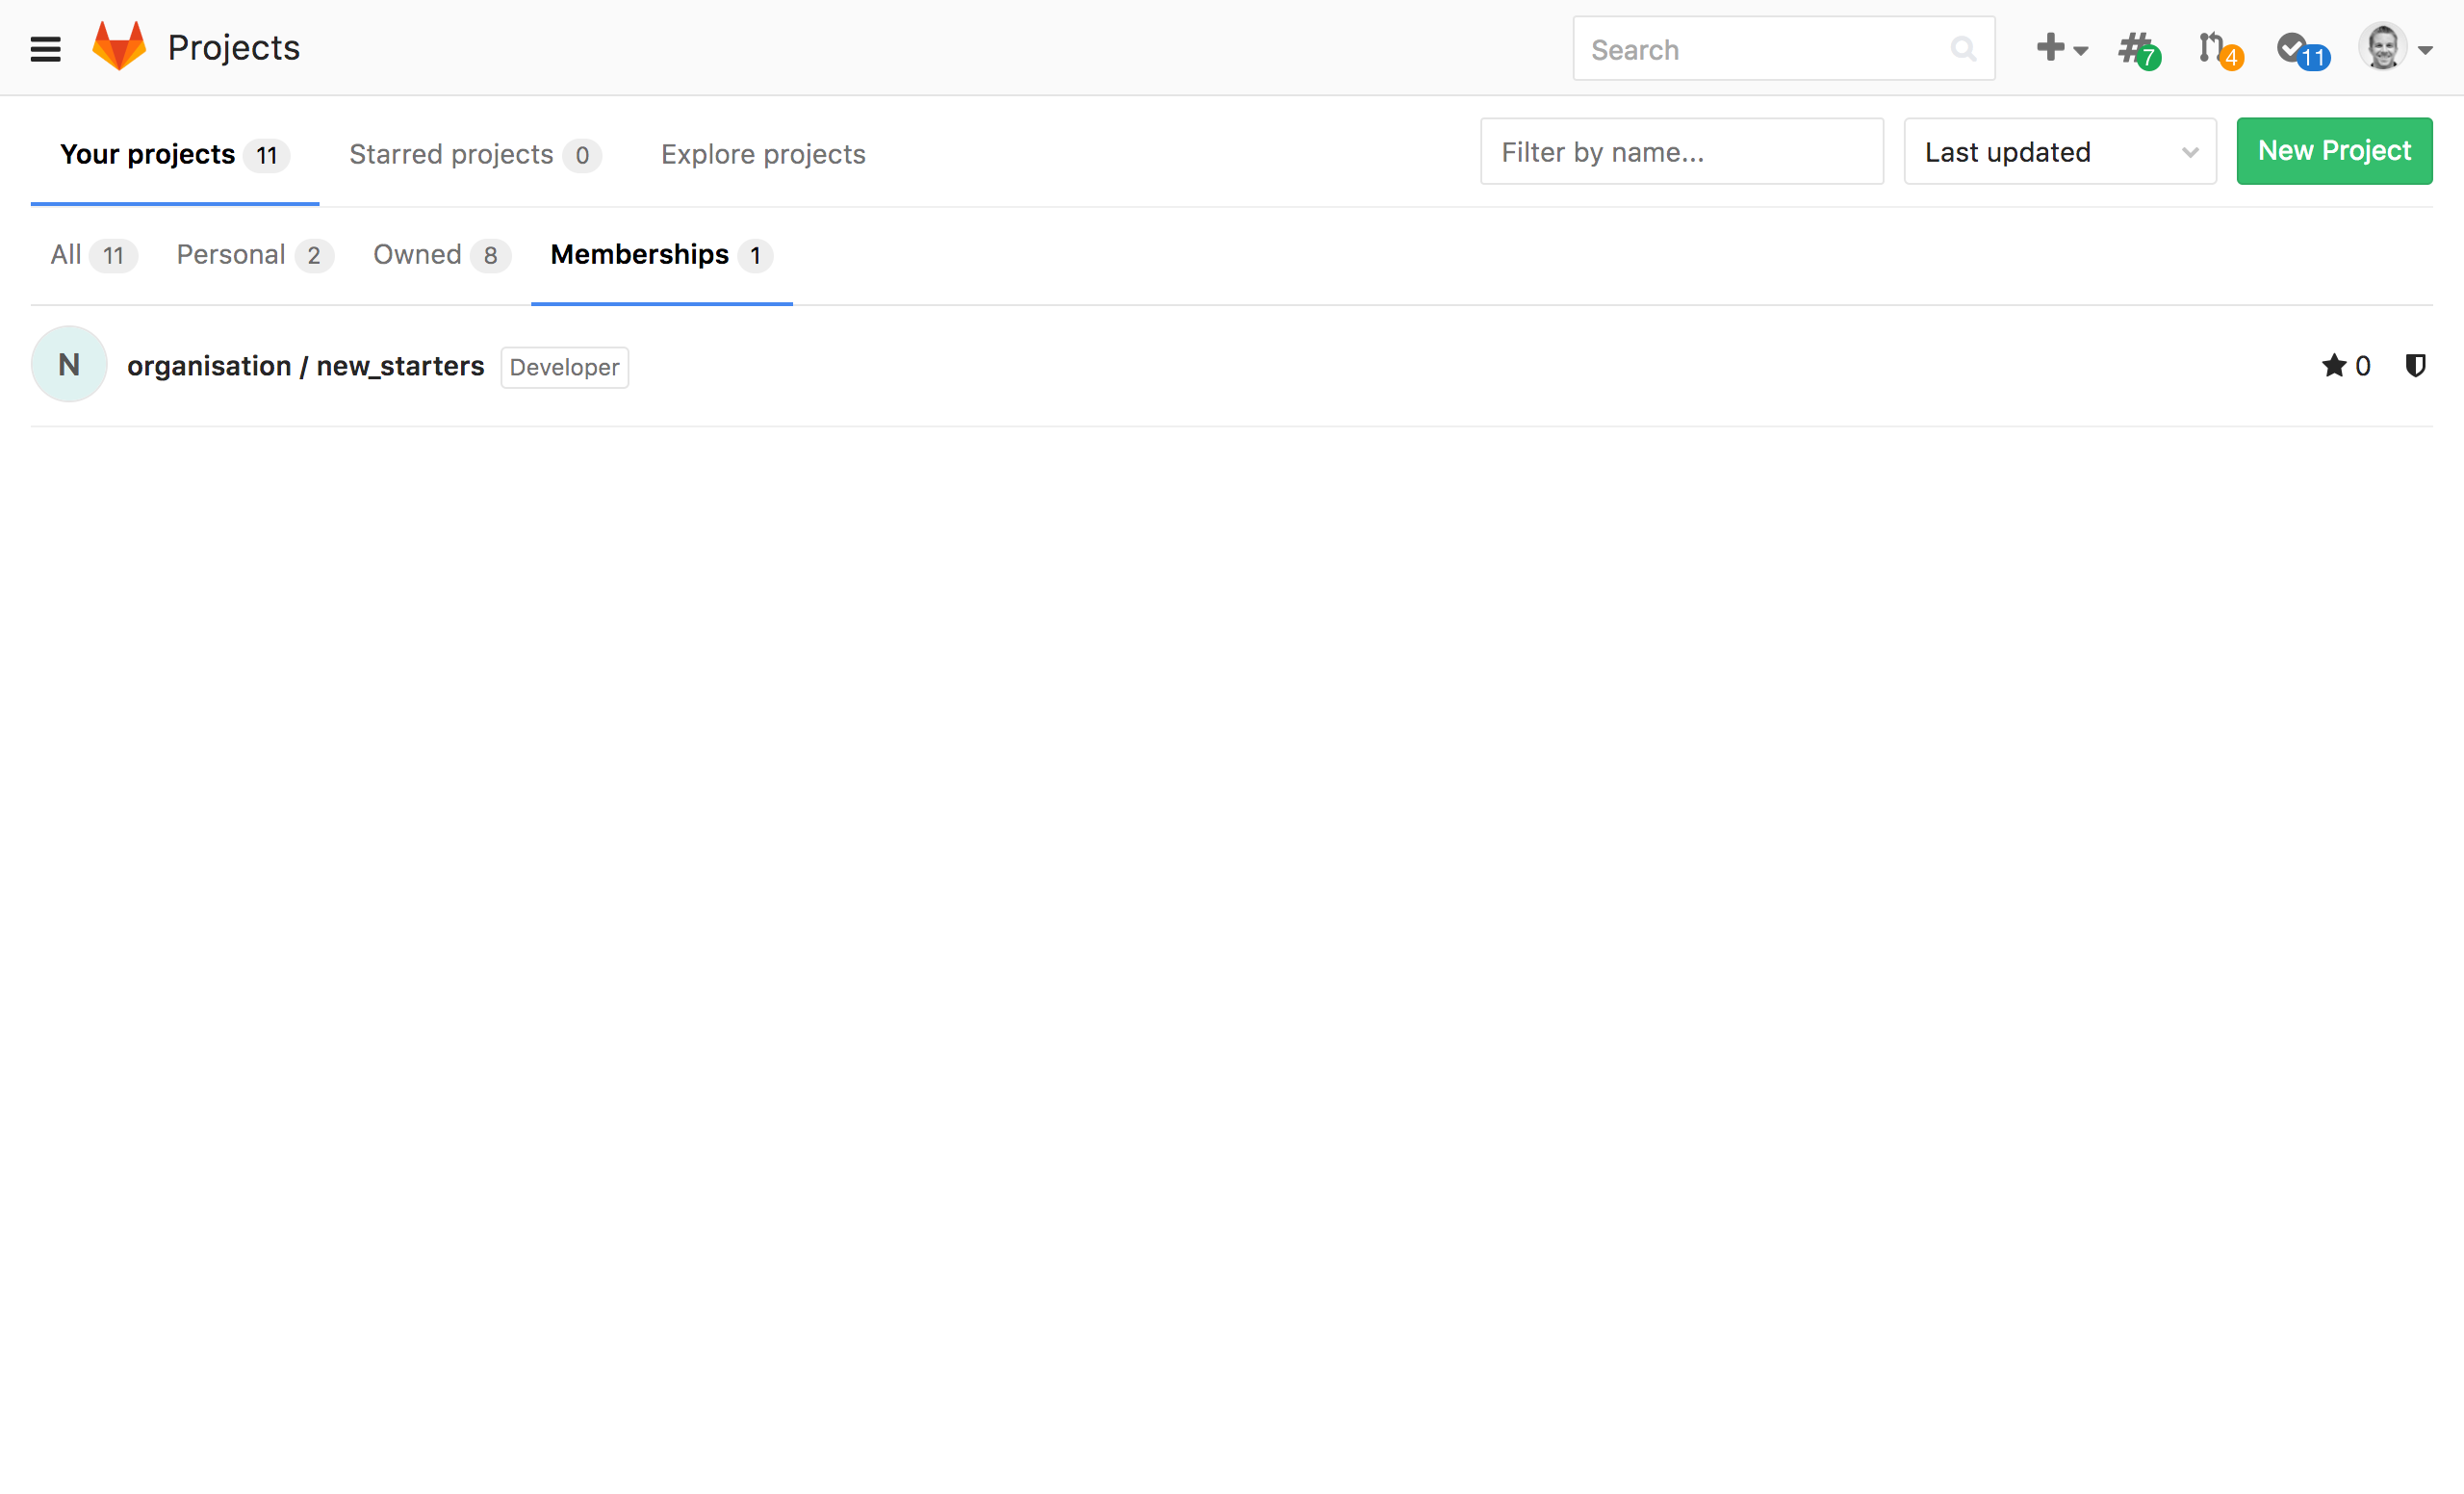 Projects
Search
7
4
11
Your projects 11
Starred projects 0
Explore projects
Filter by name...
Last updated
New Project
All 11
Personal 2
Owned 8
Memberships 1
N
organisation / new_starters
Developer
0